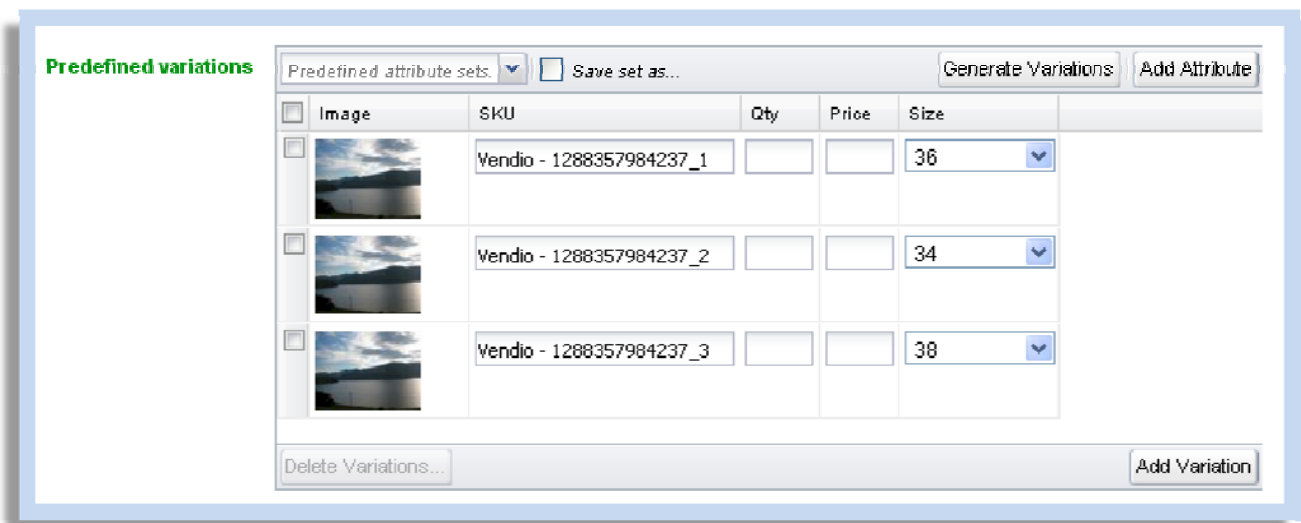 Predefined variations
Predefined attribute sets. Save set as... Generate Variations Add Attribute
Image SKU Qty Price Size
Vendio - 1288357984237_1 36
Vendio - 1288357984237_2 34
Vendio - 1288357984237_3 38
Delete Variations... Add Variation